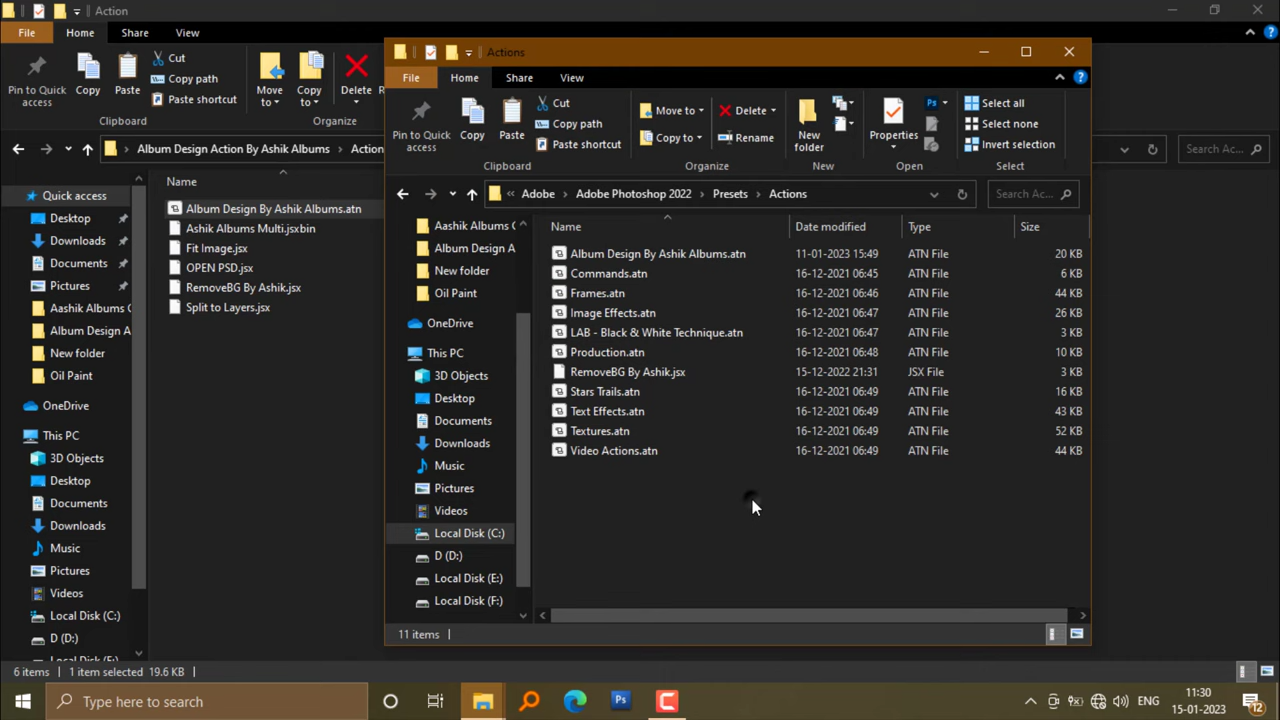 Action
File Home Share View
Pin to Quick access
Copy
Paste
Cut
Copy path
Paste shortcut
Move to
Copy to
Delete
Clipboard
Organize
Album Design Action By Ashik Albums > Action
Search Ac...
Quick access
Desktop
Downloads
Documents
Pictures
Aashik Albums
Album Design A
New folder
Oil Paint
OneDrive
This PC
3D Objects
Desktop
Documents
Downloads
Music
Pictures
Videos
Local Disk (C:)
D (D:)
Name
Album Design By Ashik Albums.atn
Ashik Albums Multi.jsxbin
Fit Image.jsx
OPEN PSD.jsx
RemoveBG By Ashik.jsx
Split to Layers.jsx
6 items 1 item selected 19.6 KB
Actions
File Home Share View
Pin to Quick access
Copy
Paste
Cut
Copy path
Paste shortcut
Clipboard
Move to
Copy to
Delete
Rename
Organize
New folder
New
Properties
Open
Select all
Select none
Invert selection
Select
« Adobe > Adobe Photoshop 2022 > Presets > Actions
Search Ac...
Aashik Albums
Album Design A
New folder
Oil Paint
OneDrive
This PC
3D Objects
Desktop
Documents
Downloads
Music
Pictures
Videos
Local Disk (C:)
D (D:)
Local Disk (E:)
Local Disk (F:)
Name Date modified Type Size
Album Design By Ashik Albums.atn 11-01-2023 15:49 ATN File 20 KB
Commands.atn 16-12-2021 06:45 ATN File 6 KB
Frames.atn 16-12-2021 06:46 ATN File 44 KB
Image Effects.atn 16-12-2021 06:47 ATN File 26 KB
LAB - Black & White Technique.atn 16-12-2021 06:47 ATN File 3 KB
Production.atn 16-12-2021 06:48 ATN File 10 KB
RemoveBG By Ashik.jsx 15-12-2022 21:31 JSX File 3 KB
Stars Trails.atn 16-12-2021 06:49 ATN File 16 KB
Text Effects.atn 16-12-2021 06:49 ATN File 43 KB
Textures.atn 16-12-2021 06:49 ATN File 52 KB
Video Actions.atn 16-12-2021 06:49 ATN File 44 KB
11 items
Type here to search
Ps
ENG
11:30
15-01-2023
12